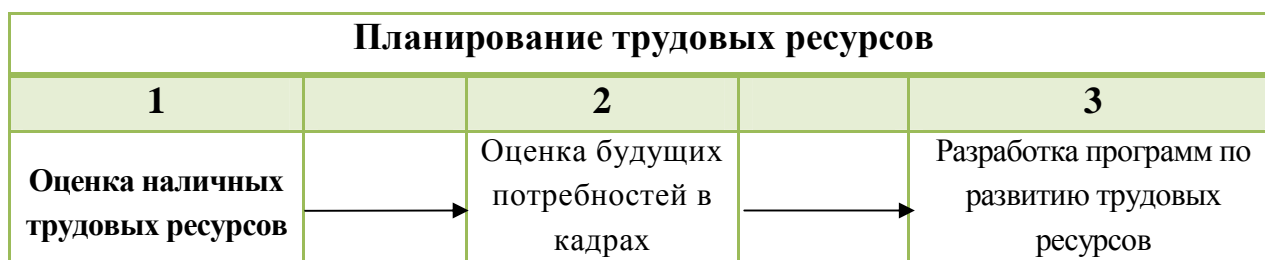 Планирование трудовых ресурсов
1 2 3
Оценка наличных
трудовых ресурсов
Оценка будущих
потребностей в
кадрах
Разработка программ по
развитию трудовых
ресурсов